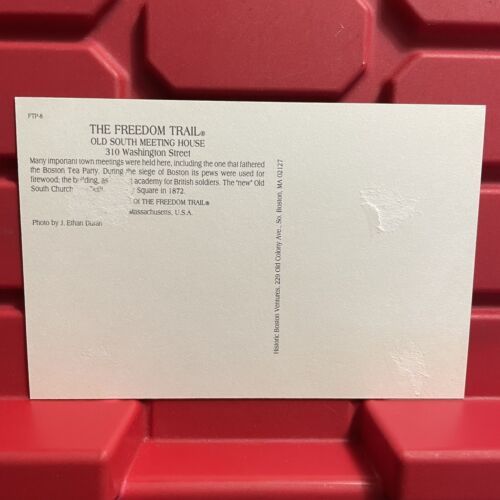 FTP-8
THE FREEDOM TRAIL®
OLD SOUTH MEETING HOUSE
310 Washington Street
Many important town meetings were held here, including the one that fathered
the Boston Tea Party. During the siege of Boston its pews were used for
firewood; the building, as academy for British soldiers. The "new" Old
South Church Square in 1872.
OF THE FREEDOM TRAIL®
Massachusetts, U.S.A.
Photo by J. Ethan Duran
Historic Boston Ventures, 229 Old Colony Ave., So. Boston, MA 02127